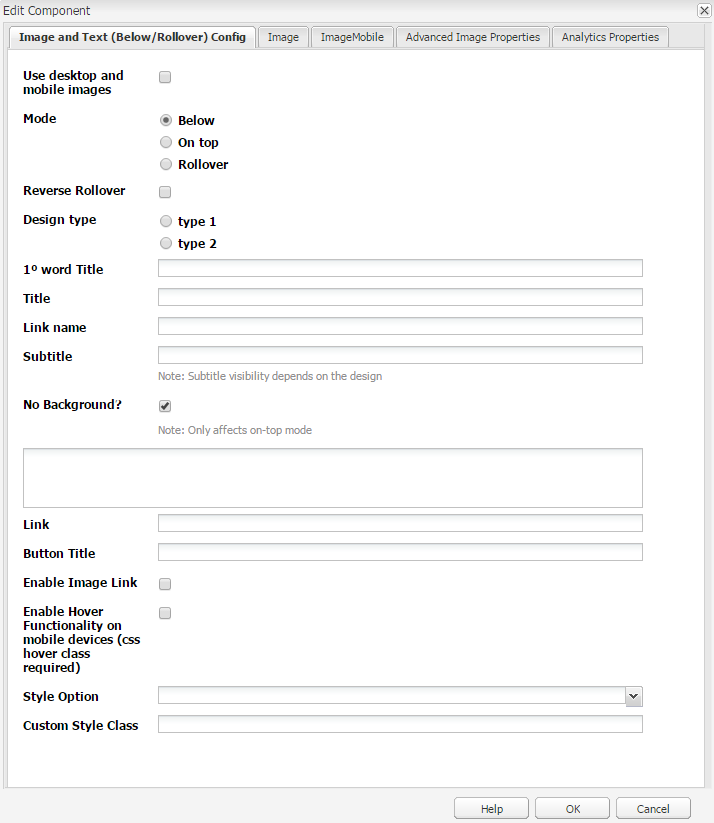 Edit Component
Image and Text (Below/Rollover) Config Image ImageMobile Advanced Image Properties Analytics Properties
Use desktop and
mobile images
Mode
Below
On top
Rollover
Reverse Rollover
Design type
type 1
type 2
1º word Title
Title
Link name
Subtitle
Note: Subtitle visibility depends on the design
No Background?
Note: Only affects on-top mode
Link
Button Title
Enable Image Link
Enable Hover
Functionality on
mobile devices (css
hover class
required)
Style Option
Custom Style Class
Help OK Cancel